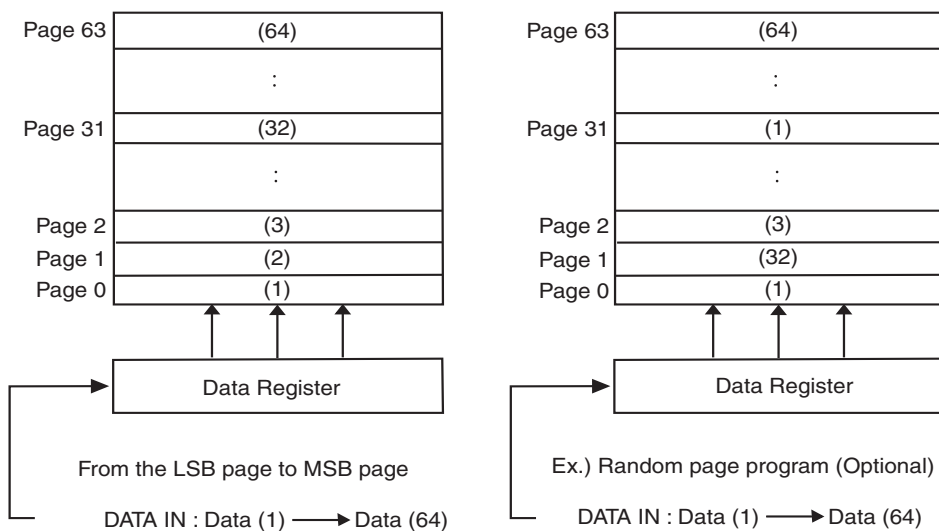 Page 63 (64)
:
Page 31 (32)
:
Page 2 (3)
Page 1 (2)
Page 0 (1)
Data Register
From the LSB page to MSB page
DATA IN : Data (1) Data (64)
Page 63 (64)
:
Page 31 (1)
:
Page 2 (3)
Page 1 (32)
Page 0 (1)
Data Register
Ex.) Random page program (Optional)
DATA IN : Data (1) Data (64)